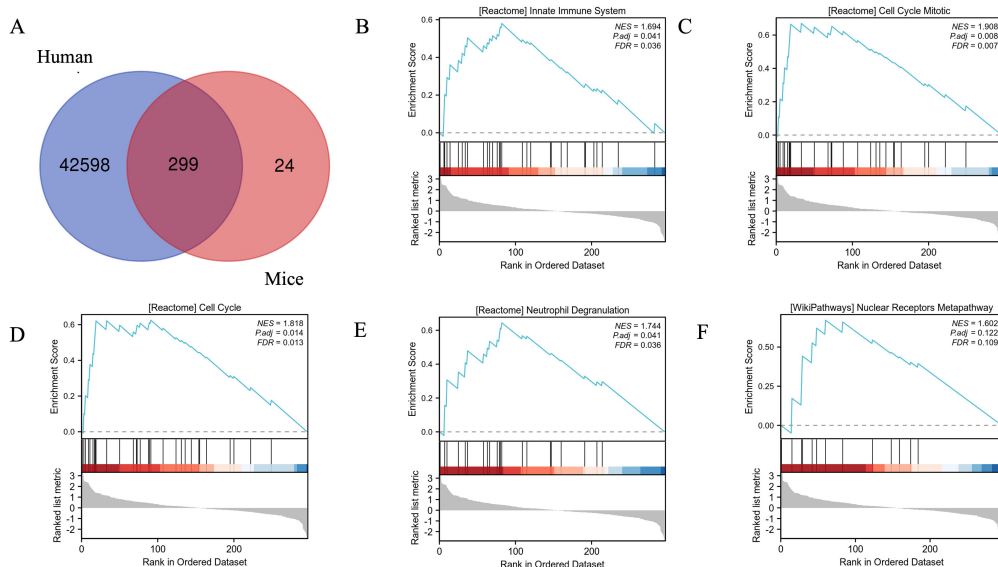 A
Human
42598
299
24
Mice
B
[Reactome] Innate Immune System
NES = 1.694
P.adj = 0.041
FDR = 0.036
Enrichment Score
0.6
0.4
0.2
0.0
Ranked list metric
3
2
1
0
-1
-2
0
100
200
Rank in Ordered Dataset
C
[Reactome] Cell Cycle Mitotic
NES = 1.908
P.adj = 0.008
FDR = 0.007
Enrichment Score
0.6
0.4
0.2
0.0
Ranked list metric
3
2
1
0
-1
-2
0
100
200
Rank in Ordered Dataset
D
[Reactome] Cell Cycle
NES = 1.818
P.adj = 0.014
FDR = 0.013
Enrichment Score
0.6
0.4
0.2
0.0
Ranked list metric
3
2
1
0
-1
-2
0
100
200
Rank in Ordered Dataset
E
[Reactome] Neutrophil Degranulation
NES = 1.744
P.adj = 0.041
FDR = 0.036
Enrichment Score
0.6
0.4
0.2
0.0
Ranked list metric
3
2
1
0
-1
-2
0
100
200
Rank in Ordered Dataset
F
[WikiPathways] Nuclear Receptors Metapathway
NES = 1.602
P.adj = 0.122
FDR = 0.109
Enrichment Score
0.50
0.25
0.00
Ranked list metric
3
2
1
0
-1
-2
0
100
200
Rank in Ordered Dataset